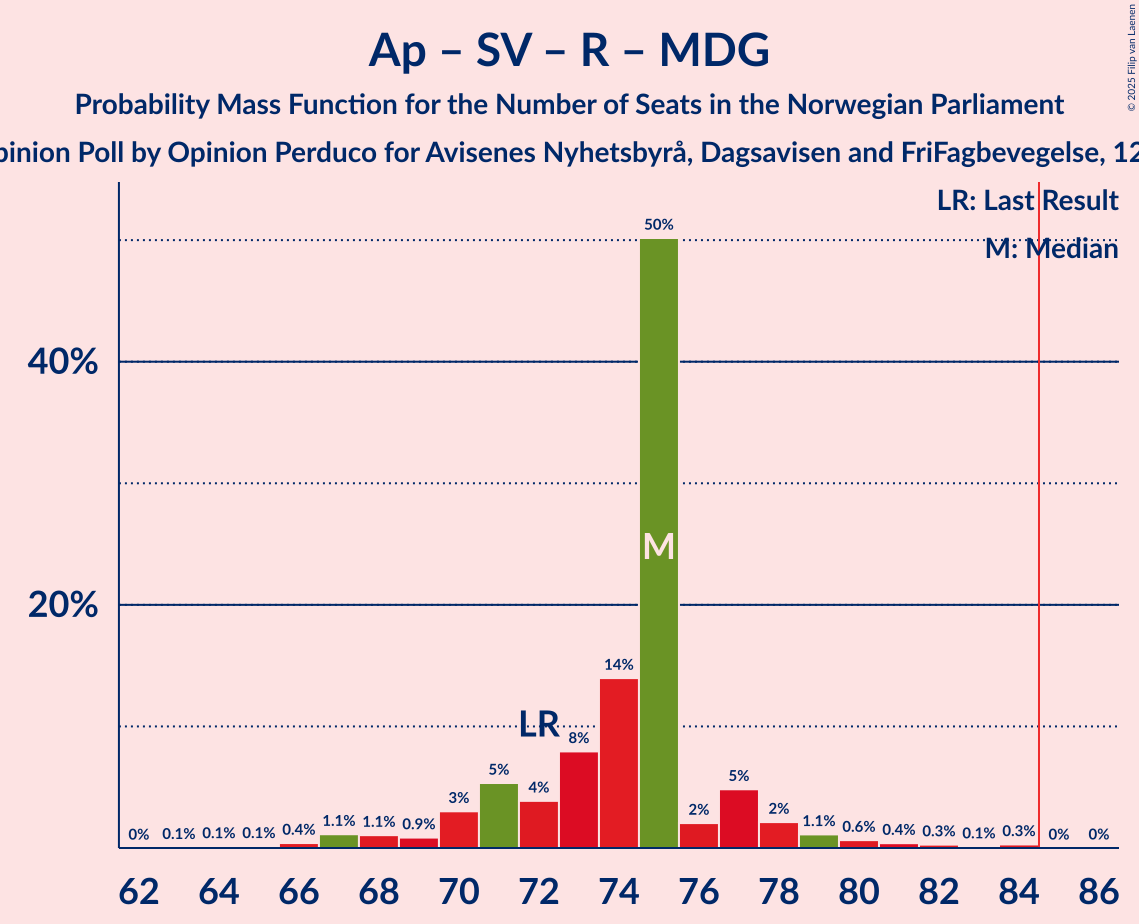 Ap – SV – R – MDG
Probability Mass Function for the Number of Seats in the Norwegian Parliament
pinion Poll by Opinion Perduco for Avisenes Nyhetsbyrå, Dagsavisen and FriFagbevegelse, 12
© 2025 Filip van Laenen
LR: Last Result
M: Median
50%
40%
M
20%
14%
LR
8%
5%
5%
4%
3%
2%
2%
0% 0.1% 0.1% 0.1% 0.4% 1.1% 1.1% 0.9% 1.1% 0.6% 0.4% 0.3% 0.1% 0.3% 0% 0%
62 64 66 68 70 72 74 76 78 80 82 84 86